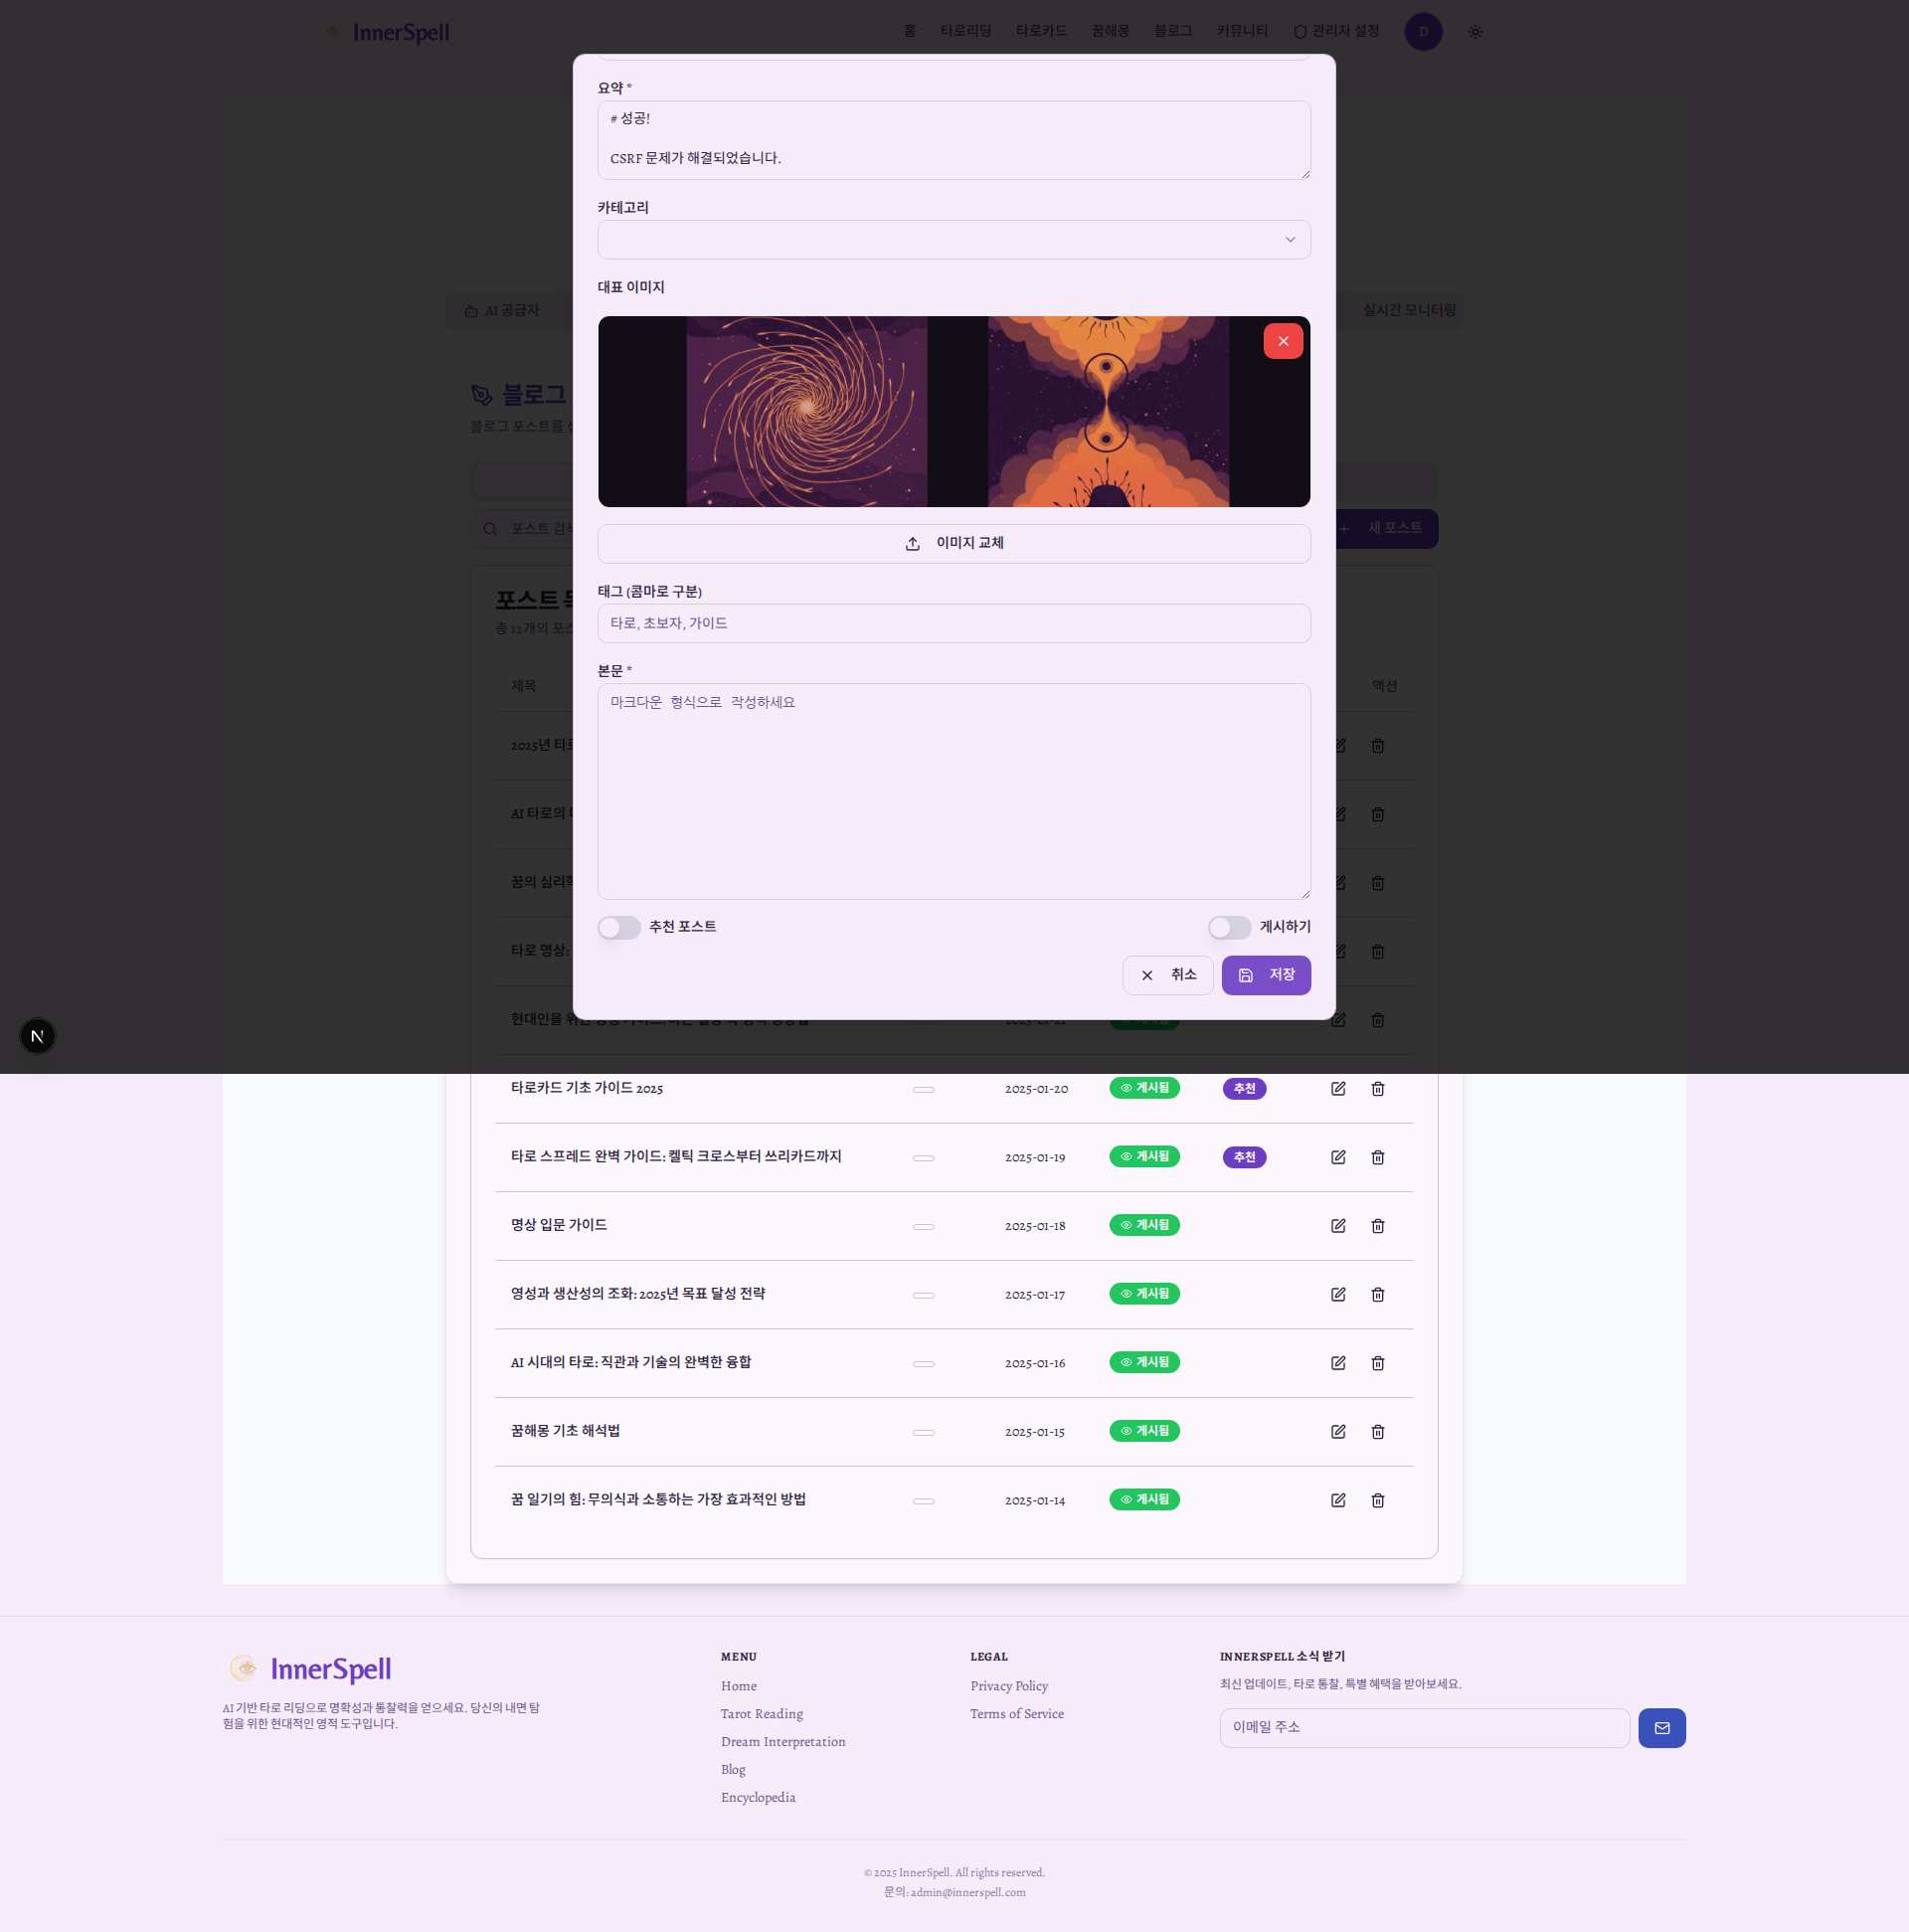 InnerSpell
홈 타로리딩 타로카드 꿈해몽 블로그 커뮤니티 관리자 설정 D
요약 *
# 성공!
CSRF 문제가 해결되었습니다.
카테고리
대표 이미지
AI 공급자
실시간 모니터링
블로그
블로그 포스트를
포스트 검색
새 포스트
이미지 교체
태그 (콤마로 구분)
타로, 초보자, 가이드
포스트
총 12개의 포스
본문 *
마크다운 형식으로 작성하세요
제목
액션
2025년 타로
AI 타로의
꿈의 심리학
타로 명상:
추천 포스트
게시하기
취소
저장
현대인을 위한
2025-01-21
타로카드 기초 가이드 2025 2025-01-20 게시됨 추천
타로 스프레드 완벽 가이드: 켈틱 크로스부터 쓰리카드까지 2025-01-19 게시됨 추천
명상 입문 가이드 2025-01-18 게시됨
영성과 생산성의 조화: 2025년 목표 달성 전략 2025-01-17 게시됨
AI 시대의 타로: 직관과 기술의 완벽한 융합 2025-01-16 게시됨
꿈해몽 기초 해석법 2025-01-15 게시됨
꿈 일기의 힘: 무의식과 소통하는 가장 효과적인 방법 2025-01-14 게시됨
InnerSpell
AI 기반 타로 리딩으로 명확성과 통찰력을 얻으세요. 당신의 내면 탐
험을 위한 현대적인 영적 도구입니다.
MENU
Home
Tarot Reading
Dream Interpretation
Blog
Encyclopedia
LEGAL
Privacy Policy
Terms of Service
INNERSPELL 소식 받기
최신 업데이트, 타로 통찰, 특별 혜택을 받아보세요.
이메일 주소
© 2025 InnerSpell. All rights reserved.
문의: admin@innerspell.com